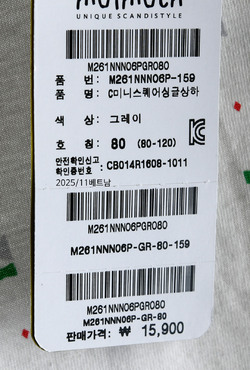 UNIQUE SCANDISTYLE
M261NNN06PGR080
품 번: M261NNN06P-159
품 명: C미니스퀘어싱글상하
색 상: 그레이
호 칭: 80 (80-120)
안전확인신고
확인증번호 : CB014R1608-1011
2025/11베트남
M261NNN06PGR080
M261NNN06P-GR-80-159
M261NNN06PGR080
M261NNN06P-GR-80
판매가격: ₩ 15,900